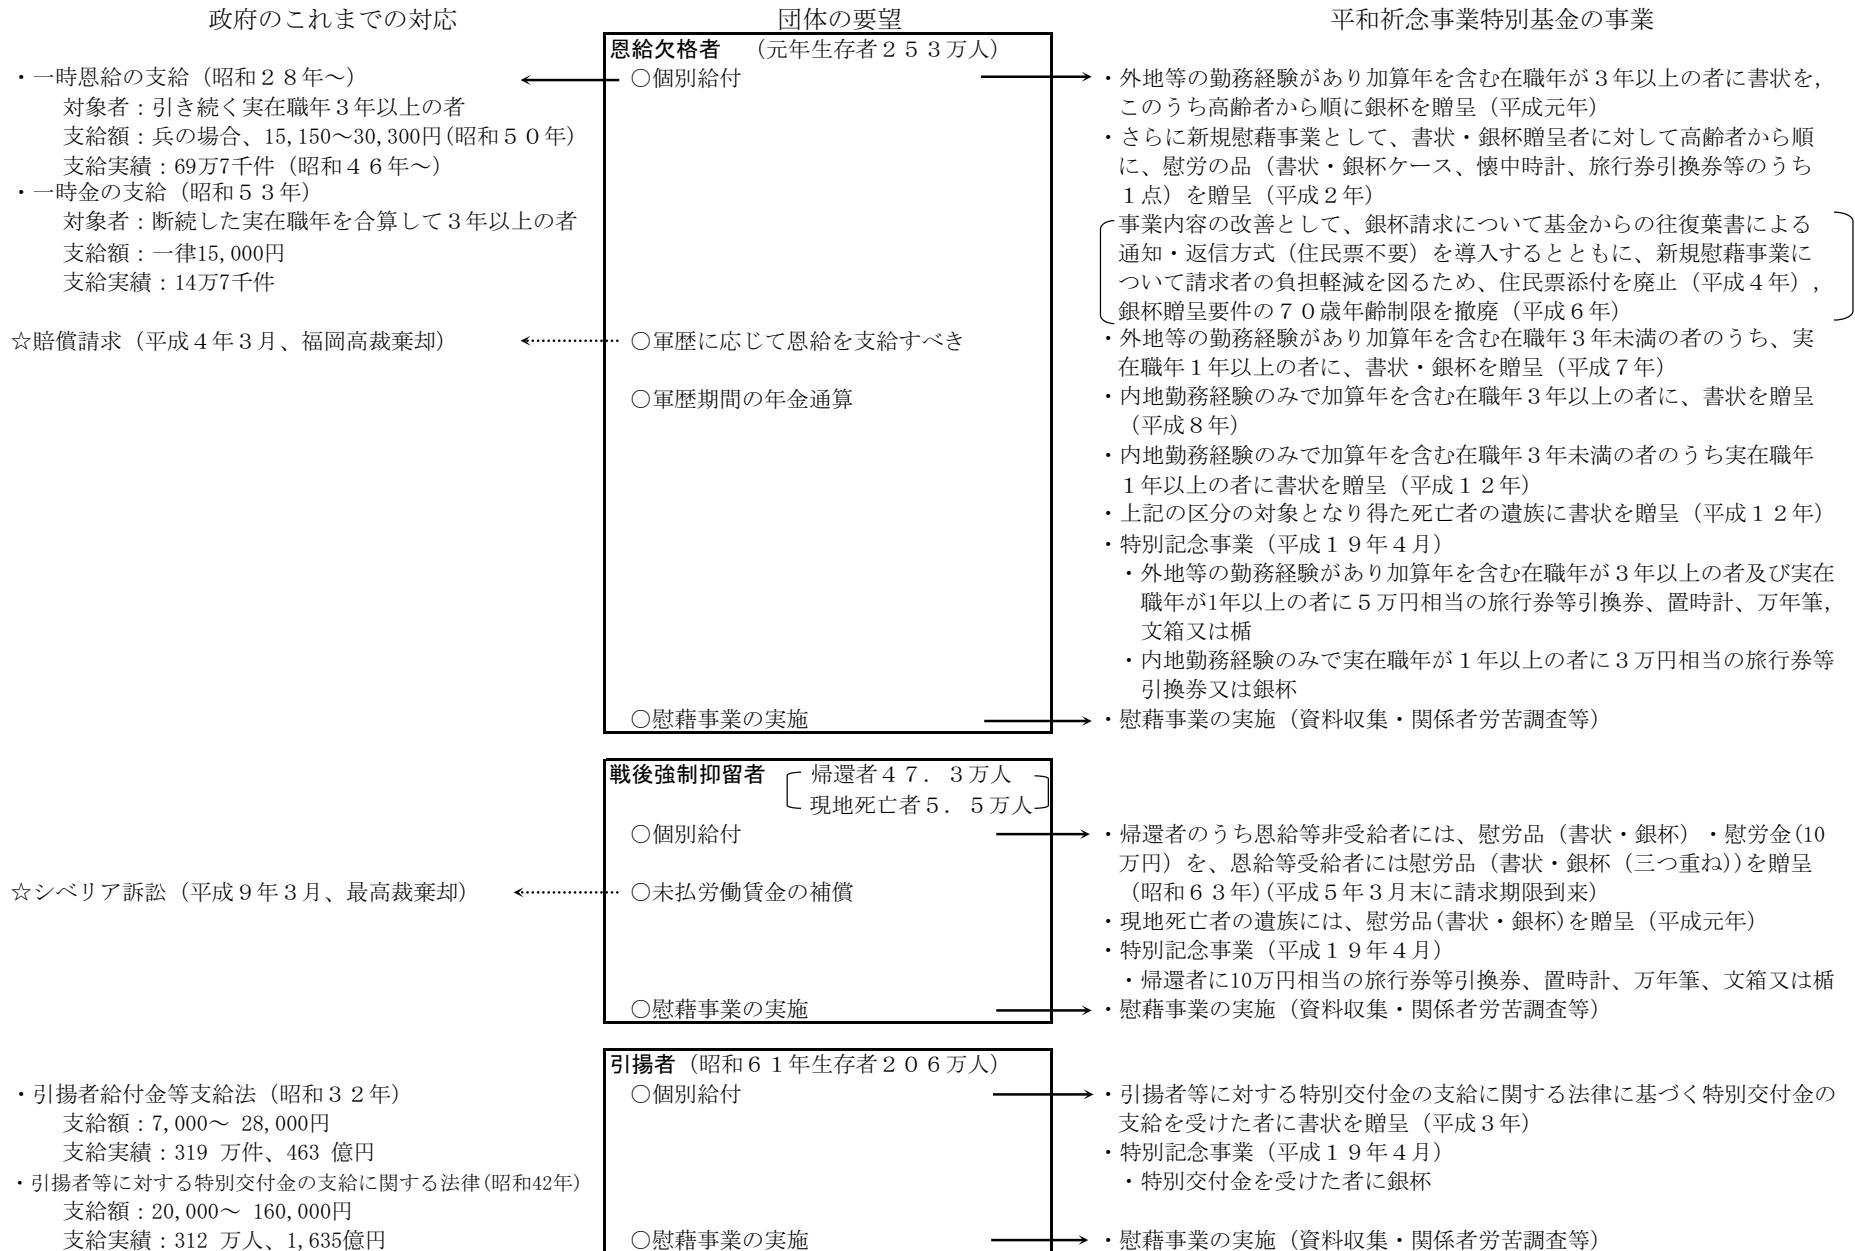 政府のこれまでの対応
団体の要望
平和祈念事業特別基金の事業
恩給欠格者 (元年生存者253万人)
・一時恩給の支給(昭和28年~)
対象者:引き続く実在職年3年以上の者
支給額:兵の場合、15,150~30,300円(昭和50年)
支給実績:69万7千件(昭和46年~)
・一時金の支給(昭和53年)
対象者:断続した実在職年を合算して3年以上の者
支給額:一律15,000円
支給実績:14万7千件
☆賠償請求(平成4年3月、福岡高裁棄却)
○個別給付
○軍歴に応じて恩給を支給すべき
○軍歴期間の年金通算
○慰藉事業の実施
・外地等の勤務経験があり加算年を含む在職年が3年以上の者に書状を,
このうち高齢者から順に銀杯を贈呈(平成元年)
・さらに新規慰藉事業として、書状・銀杯贈呈者に対して高齢者から順
に、慰労の品(書状・銀杯ケース、懐中時計、旅行券引換券等のうち
1点)を贈呈(平成2年)
事業内容の改善として、銀杯請求について基金からの往復葉書による
通知・返信方式(住民票不要)を導入するとともに、新規慰藉事業に
ついて請求者の負担軽減を図るため、住民票添付を廃止(平成4年),
銀杯贈呈要件の70歳年齢制限を撤廃(平成6年)
・外地等の勤務経験があり加算年を含む在職年3年未満の者のうち、実
在職年1年以上の者に、書状・銀杯を贈呈(平成7年)
・内地勤務経験のみで加算年を含む在職年3年以上の者に、書状を贈呈
(平成8年)
・内地勤務経験のみで加算年を含む在職年3年未満の者のうち実在職年
1年以上の者に書状を贈呈(平成12年)
・上記の区分の対象となり得た死亡者の遺族に書状を贈呈(平成12年)
・特別記念事業(平成19年4月)
・外地等の勤務経験があり加算年を含む在職年が3年以上の者及び実在
職年が1年以上の者に5万円相当の旅行券等引換券、置時計、万年筆,
文箱又は楯
・内地勤務経験のみで実在職年が1年以上の者に3万円相当の旅行券等
引換券又は銀杯
・慰藉事業の実施(資料収集・関係者労苦調査等)
戦後強制抑留者
帰還者47.3万人
現地死亡者5.5万人
☆シベリア訴訟(平成9年3月、最高裁棄却)
○個別給付
○未払労働賃金の補償
○慰藉事業の実施
・帰還者のうち恩給等非受給者には、慰労品(書状・銀杯)・慰労金(10
万円)を、恩給等受給者には慰労品(書状・銀杯(三つ重ね))を贈呈
(昭和63年)(平成5年3月末に請求期限到来)
・現地死亡者の遺族には、慰労品(書状・銀杯)を贈呈(平成元年)
・特別記念事業(平成19年4月)
・帰還者に10万円相当の旅行券等引換券、置時計、万年筆、文箱又は楯
・慰藉事業の実施(資料収集・関係者労苦調査等)
引揚者(昭和61年生存者206万人)
・引揚者給付金等支給法(昭和32年)
支給額:7,000~ 28,000円
支給実績:319 万件、463 億円
・引揚者等に対する特別交付金の支給に関する法律(昭和42年)
支給額:20,000~ 160,000円
支給実績:312 万人、1,635億円
○個別給付
○慰藉事業の実施
・引揚者等に対する特別交付金の支給に関する法律に基づく特別交付金の
支給を受けた者に書状を贈呈(平成3年)
・特別記念事業(平成19年4月)
・特別交付金を受けた者に銀杯
・慰藉事業の実施(資料収集・関係者労苦調査等)